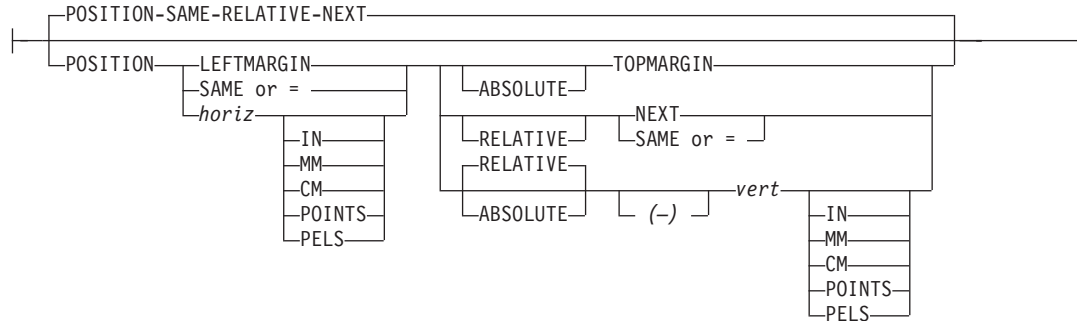 POSITION-SAME-RELATIVE-NEXT
POSITION LEFTMARGIN TOPMARGIN
SAME or = ABSOLUTE
horiz NEXT
IN RELATIVE SAME or =
MM RELATIVE
CM vert
POINTS ABSOLUTE (–) IN
PELS MM
CM
POINTS
PELS